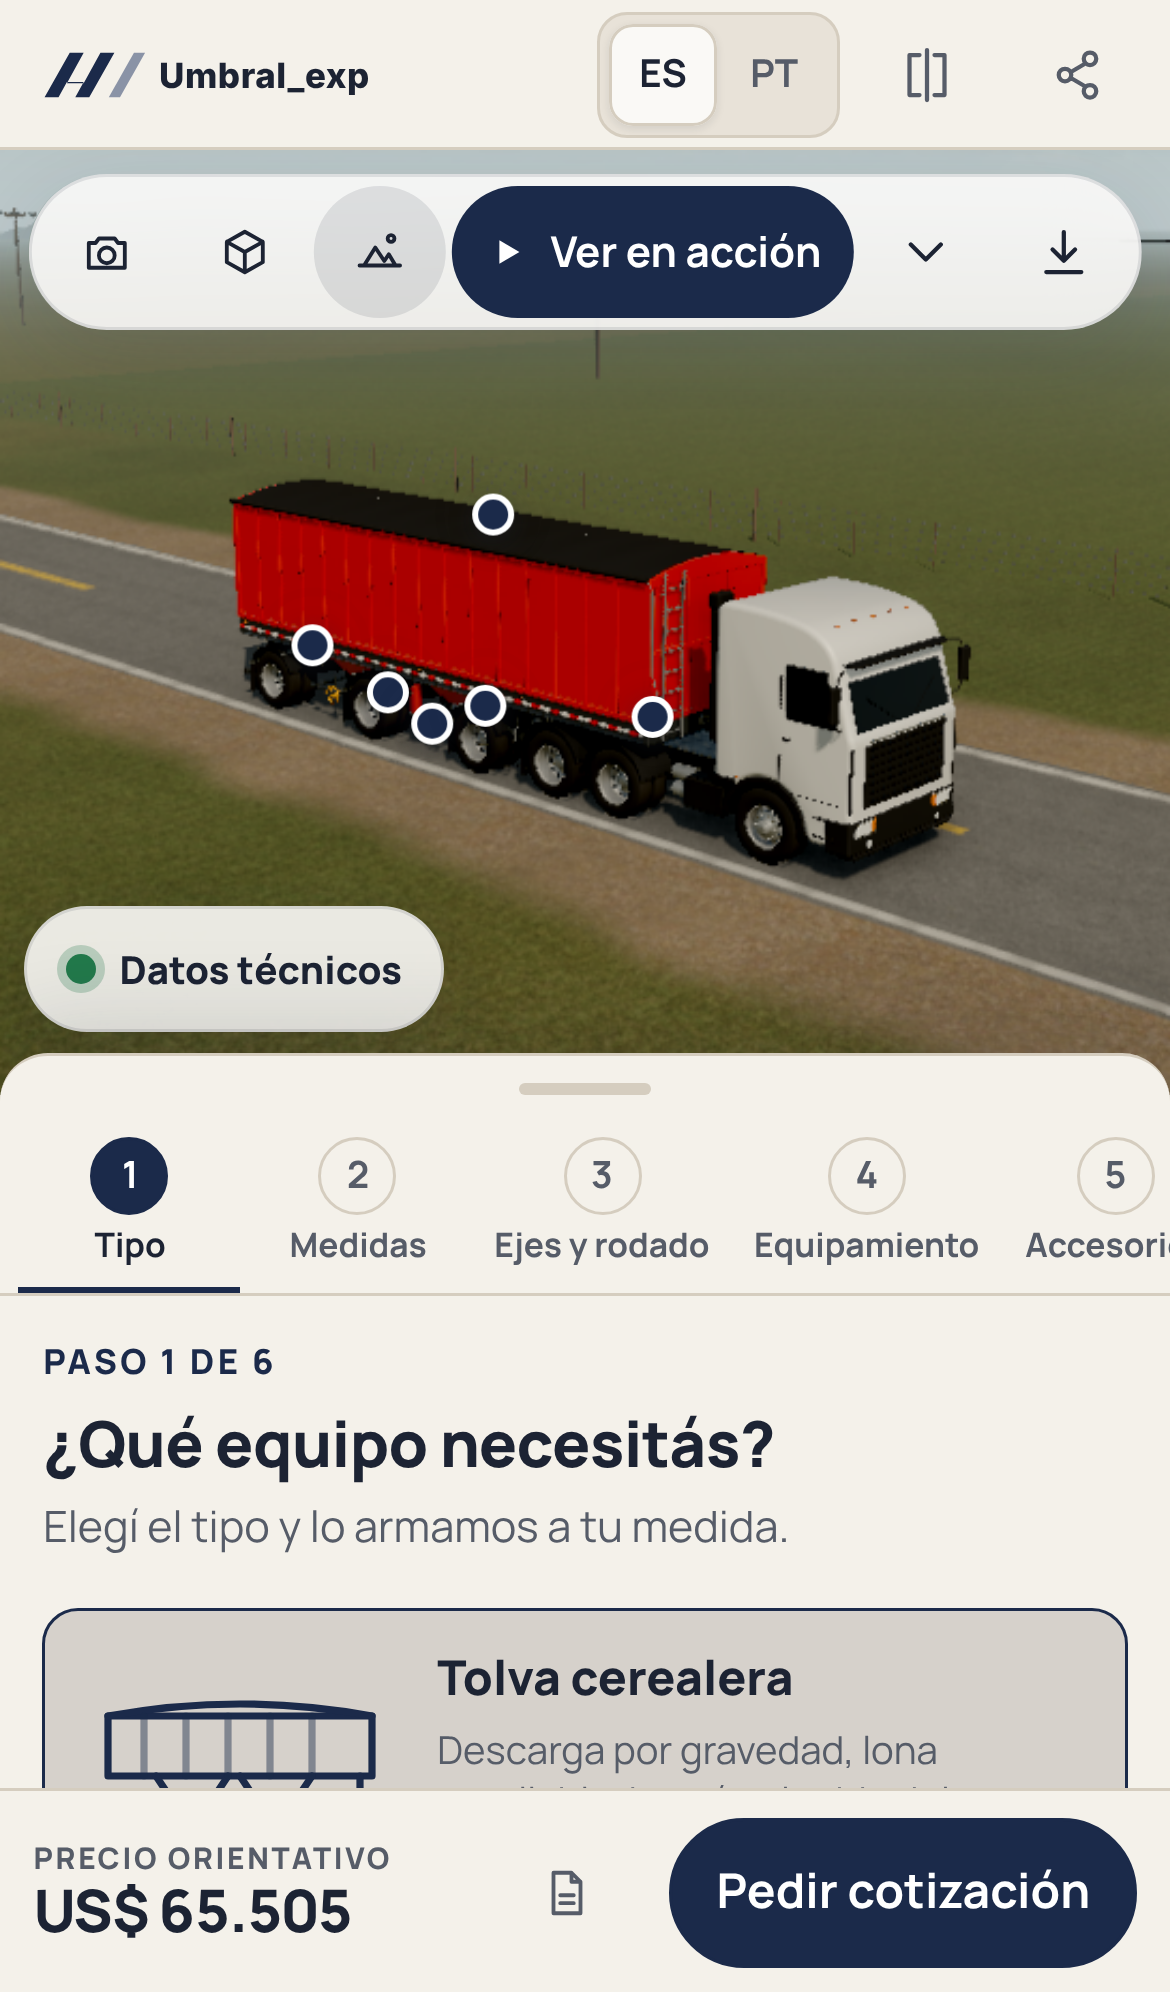 Umbral_exp
ES
PT
Ver en acción
Datos técnicos
1
2
3
4
5
Tipo
Medidas
Ejes y rodado
Equipamiento
PASO 1 DE 6
¿Qué equipo necesitás?
Elegí el tipo y lo armamos a tu medida.
Tolva cerealera
Descarga por gravedad, lona
PRECIO ORIENTATIVO
US$ 65.505
Pedir cotización